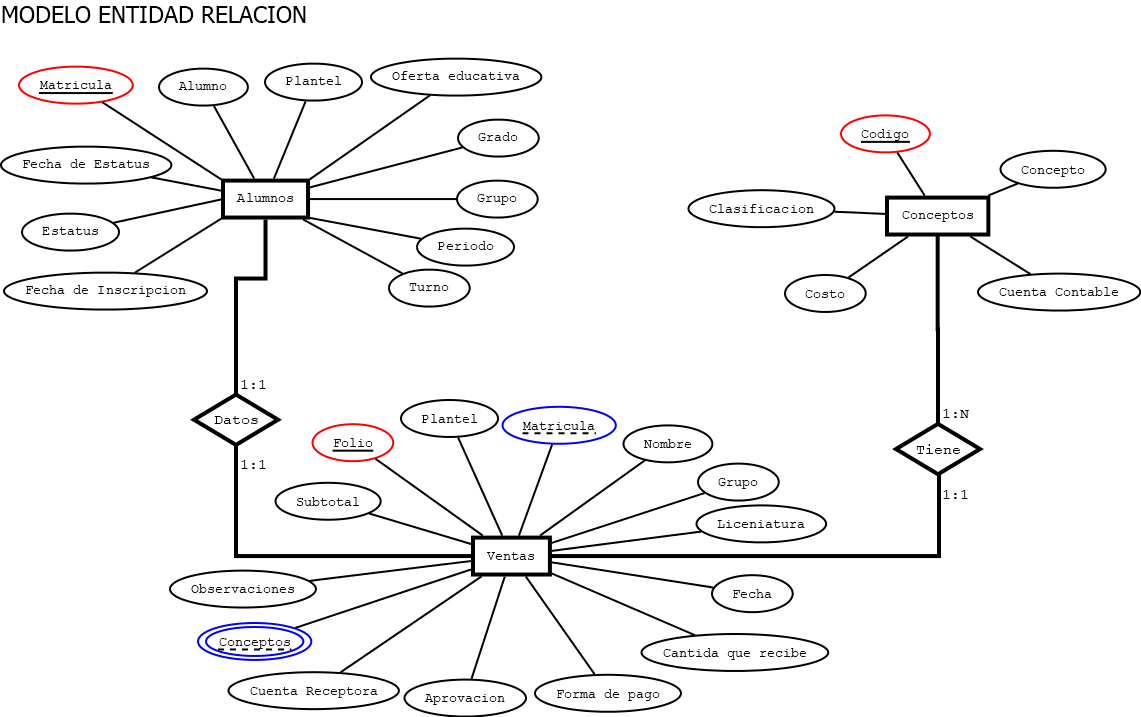 MODELO ENTIDAD RELACION
Matricula
Alumno
Plantel
Oferta educativa
Grado
Fecha de Estatus
Alumnos
Grupo
Estatus
Periodo
Fecha de Inscripcion
Turno
Codigo
Concepto
Clasificacion
Conceptos
Costo
Cuenta Contable
1:1
Datos
1:1
1:N
Tiene
1:1
Folio
Plantel
Matricula
Nombre
Grupo
Subtotal
Liceniatura
Ventas
Observaciones
Fecha
Conceptos
Cantida que recibe
Cuenta Receptora
Aprovacion
Forma de pago